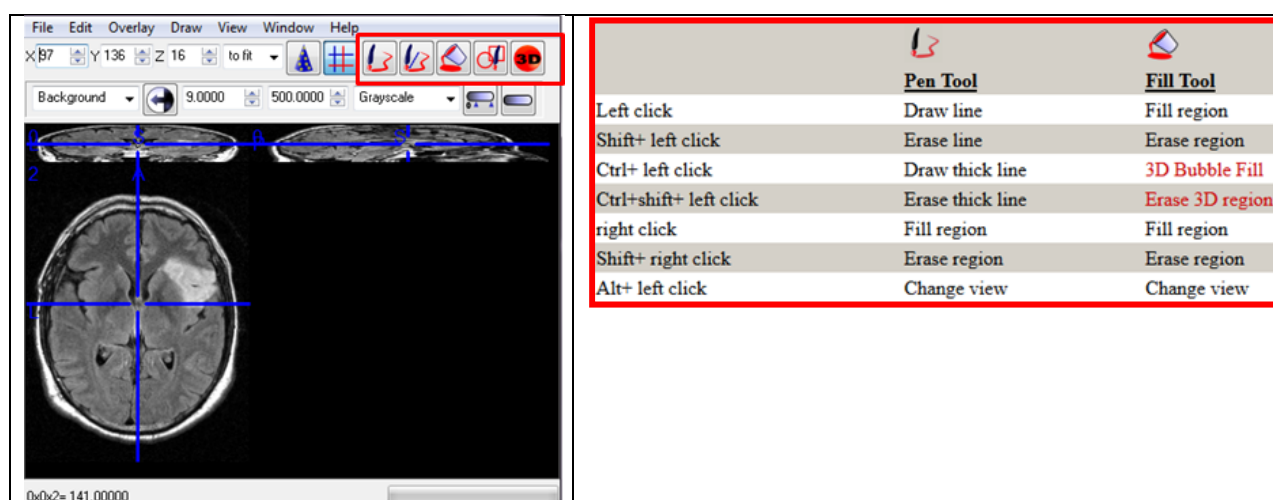 File Edit Overlay Draw View Window Help
X 97 Y 136 Z 16 to fit 3D
Background 9.0000 500.0000 Grayscale
2
0x0x2= 141.00000
Pen Tool Fill Tool
Left click Draw line Fill region
Shift+ left click Erase line Erase region
Ctrl+ left click Draw thick line 3D Bubble Fill
Ctrl+shift+ left click Erase thick line Erase 3D region
right click Fill region Fill region
Shift+ right click Erase region Erase region
Alt+ left click Change view Change view